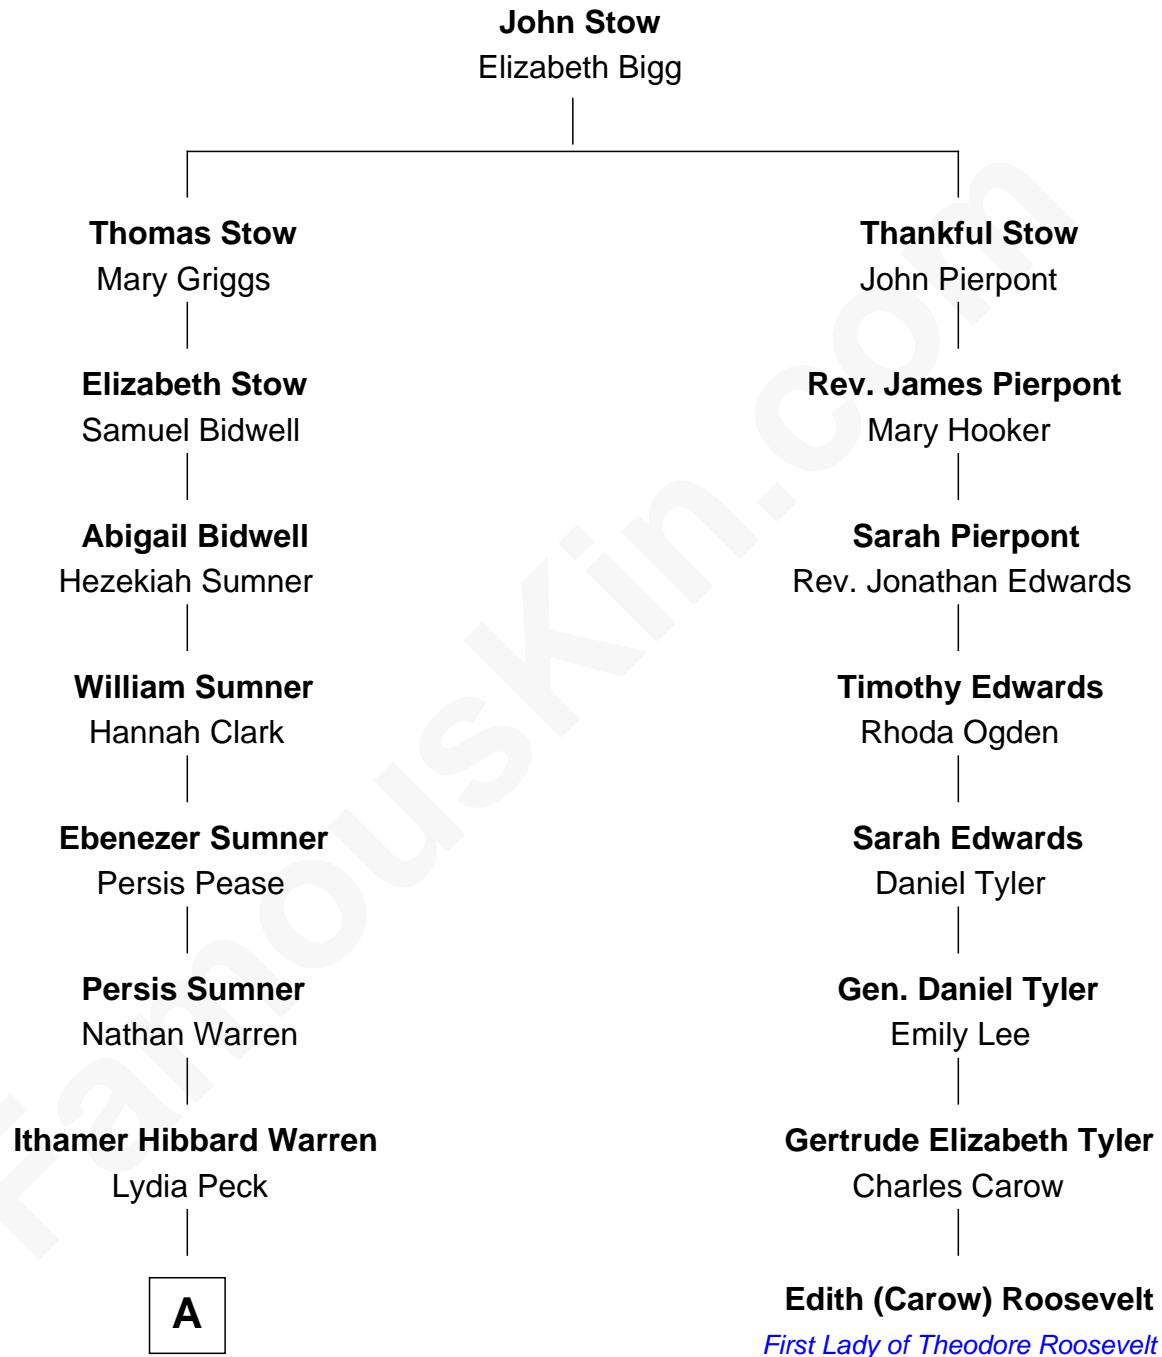 John Stow
Elizabeth Bigg
Thomas Stow
Mary Griggs
Thankful Stow
John Pierpont
Elizabeth Stow
Samuel Bidwell
Rev. James Pierpont
Mary Hooker
Abigail Bidwell
Hezekiah Sumner
Sarah Pierpont
Rev. Jonathan Edwards
William Sumner
Hannah Clark
Timothy Edwards
Rhoda Ogden
Ebenezer Sumner
Persis Pease
Sarah Edwards
Daniel Tyler
Persis Sumner
Nathan Warren
Gen. Daniel Tyler
Emily Lee
Ithamer Hibbard Warren
Lydia Peck
Gertrude Elizabeth Tyler
Charles Carow
A
Edith (Carow) Roosevelt
First Lady of Theodore Roosevelt
FamousKin.com